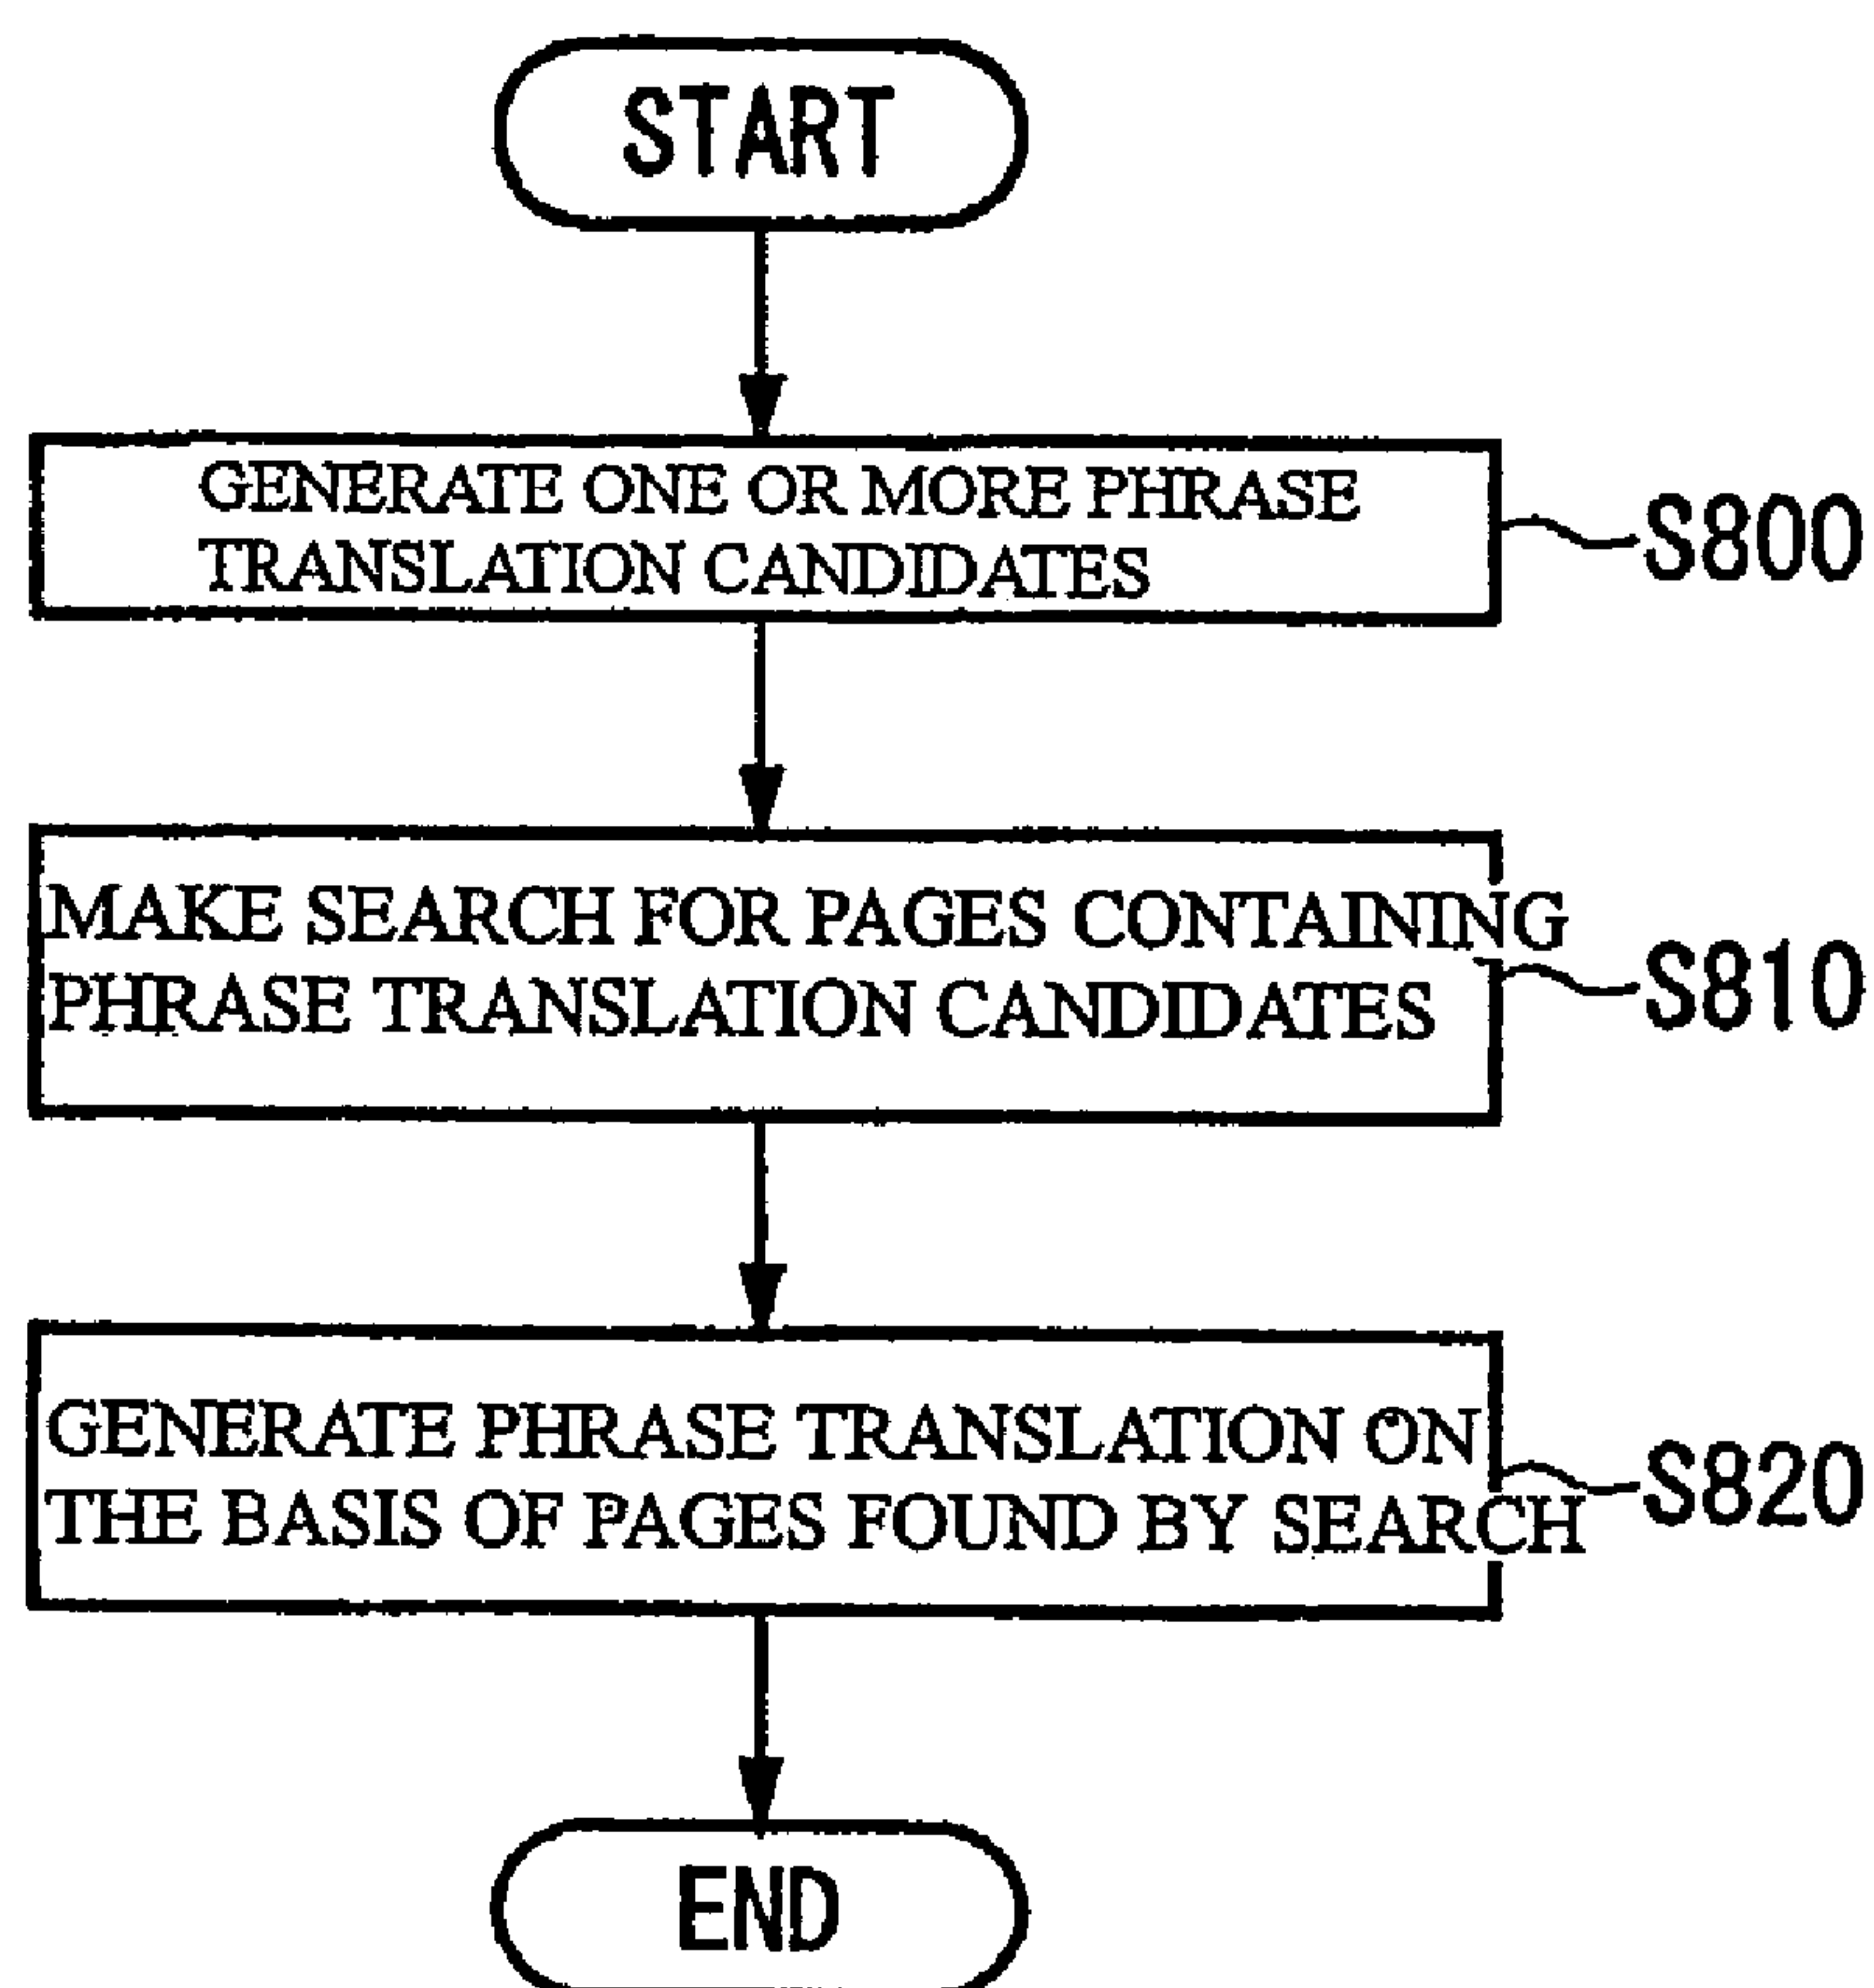 START
GENERATE ONE OR MORE PHRASE
TRANSLATION CANDIDATES
S800
MAKE SEARCH FOR PAGES CONTAINING
PHRASE TRANSLATION CANDIDATES
S810
GENERATE PHRASE TRANSLATION ON
THE BASIS OF PAGES FOUND BY SEARCH
S820
END